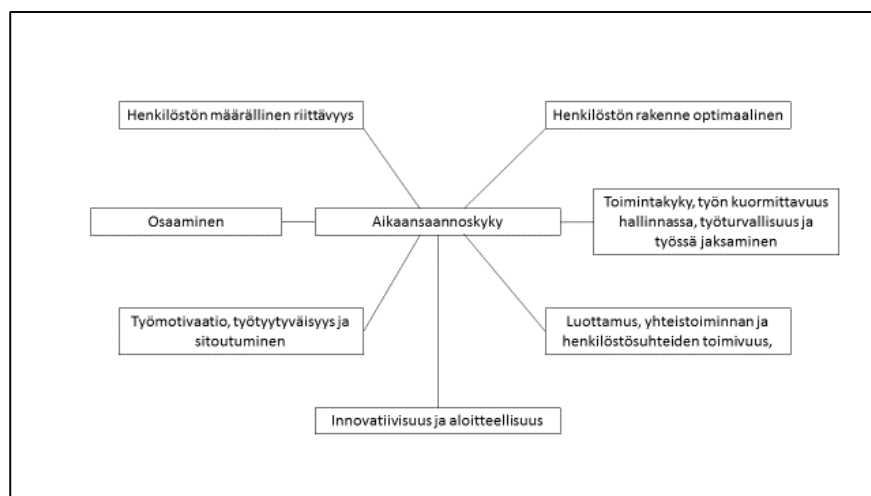 Henkilöstön määrällinen riittävyys
Henkilöstön rakenne optimaalinen
Osaaminen
Aikaansaannoskyky
Toimintakyky, työn kuormittavuus
hallinnassa, työturvallisuus ja
työssä jaksaminen
Työmotivaatio, työtyytyväisyys ja
sitoutuminen
Luottamus, yhteistoiminnan ja
henkilöstösuhteiden toimivuus,
Innovatiivisuus ja aloitteellisuus